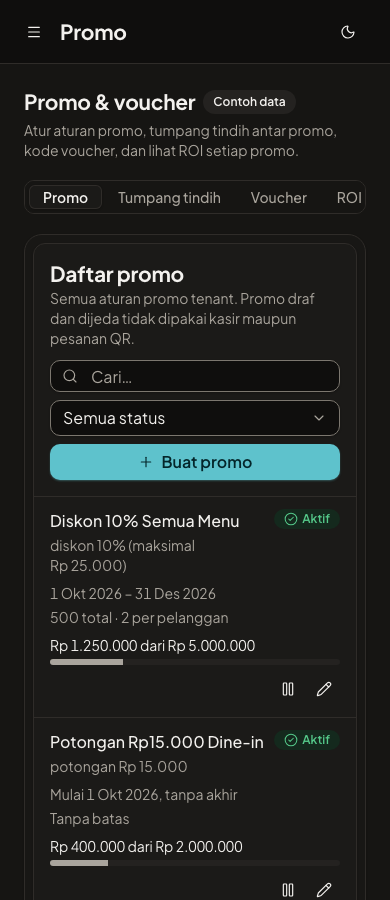 Promo
Promo & voucher
Contoh data
Atur aturan promo, tumpang tindih antar promo,
kode voucher, dan lihat ROI setiap promo.
Promo
Tumpang tindih
Voucher
ROI
Daftar promo
Semua aturan promo tenant. Promo draf
dan dijeda tidak dipakai kasir maupun
pesanan QR.
Cari...
Semua status
Buat promo
Diskon 10% Semua Menu
Aktif
diskon 10% (maksimal
Rp 25.000)
1 Okt 2026 – 31 Des 2026
500 total · 2 per pelanggan
Rp 1.250.000 dari Rp 5.000.000
Potongan Rp15.000 Dine-in
Aktif
potongan Rp 15.000
Mulai 1 Okt 2026, tanpa akhir
Tanpa batas
Rp 400.000 dari Rp 2.000.000